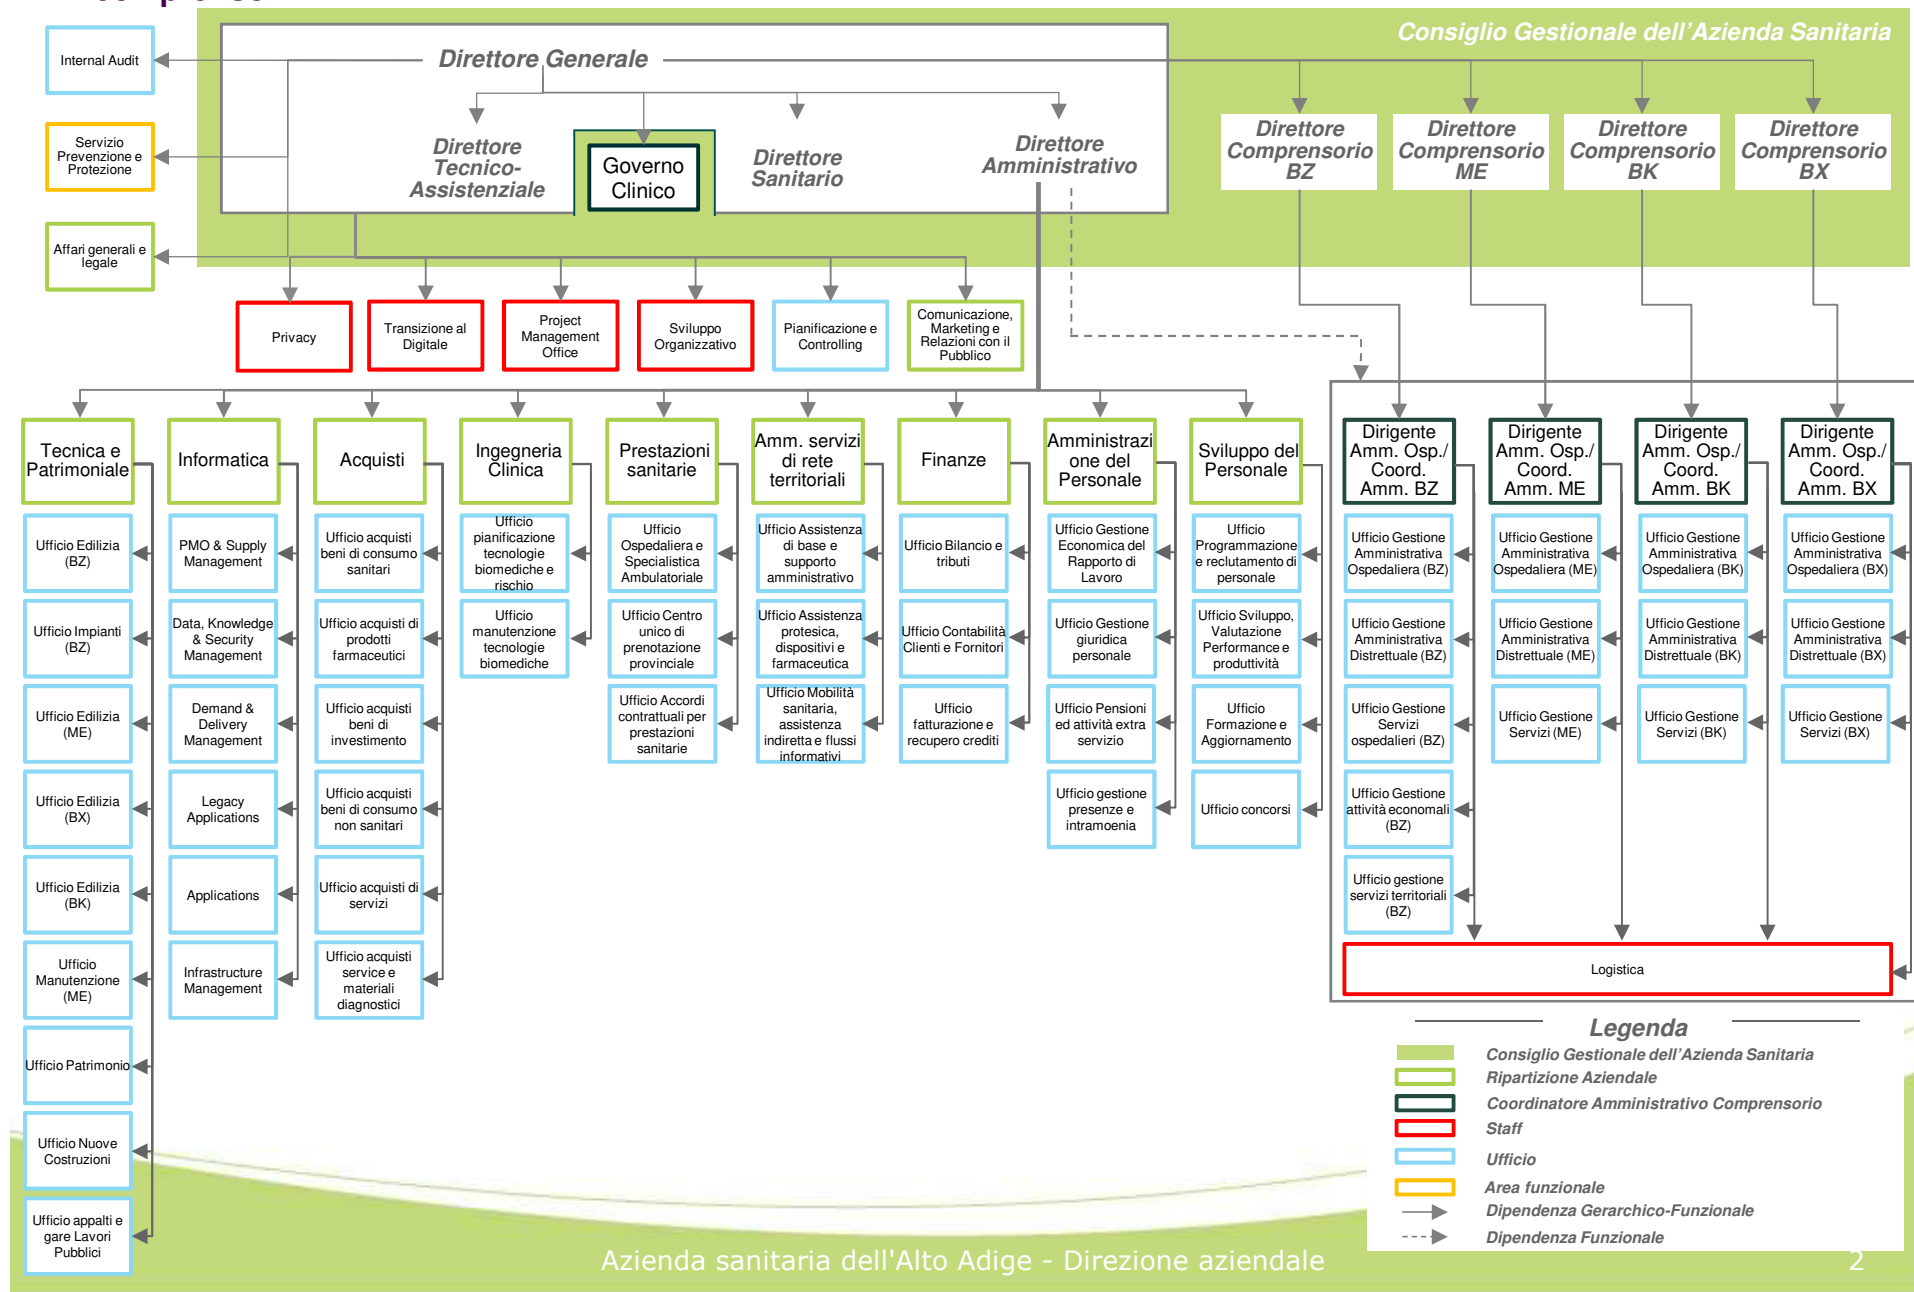 Consiglio Gestionale dell'Azienda Sanitaria
Internal Audit
Direttore Generale
Servizio
Prevenzione e
Protezione
Direttore
Tecnico-
Assistenziale
Governo
Clinico
Direttore
Sanitario
Direttore
Amministrativo
Direttore
Comprensorio
BZ
Direttore
Comprensorio
ME
Direttore
Comprensorio
BK
Direttore
Comprensorio
BX
Affari generali e
legale
Privacy
Transizione al
Digitale
Project
Management
Office
Sviluppo
Organizzativo
Pianificazione e
Controlling
Comunicazione,
Marketing e
Relazioni con il
Pubblico
Tecnica e
Patrimoniale
Informatica
Acquisti
Ingegneria
Clinica
Prestazioni
sanitarie
Amm. servizi
di rete
territoriali
Finanze
Amministrazi
one del
Personale
Sviluppo del
Personale
Dirigente
Amm. Osp./
Coord.
Amm. BZ
Dirigente
Amm. Osp./
Coord.
Amm. ME
Dirigente
Amm. Osp./
Coord.
Amm. BK
Dirigente
Amm. Osp./
Coord.
Amm. BX
Ufficio Edilizia
(BZ)
PMO & Supply
Management
Ufficio acquisti
beni di consumo
sanitari
Ufficio
pianificazione
tecnologie
biomediche e
rischio
Ufficio
Ospedaliera e
Specialistica
Ambulatoriale
Ufficio Assistenza
di base e
supporto
amministrativo
Ufficio Bilancio e
tributi
Ufficio Gestione
Economica del
Rapporto di
Lavoro
Ufficio
Programmazione
e reclutamento di
personale
Ufficio Gestione
Amministrativa
Ospedaliera (BZ)
Ufficio Gestione
Amministrativa
Ospedaliera (ME)
Ufficio Gestione
Amministrativa
Ospedaliera (BK)
Ufficio Gestione
Amministrativa
Ospedaliera (BX)
Ufficio Impianti
(BZ)
Data, Knowledge
& Security
Management
Ufficio acquisti di
prodotti
farmaceutici
Ufficio
manutenzione
tecnologie
biomediche
Ufficio Centro
unico di
prenotazione
provinciale
Ufficio Assistenza
protesica,
dispositivi e
farmaceutica
Ufficio Contabilità
Clienti e Fornitori
Ufficio Gestione
giuridica
personale
Ufficio Sviluppo,
Valutazione
Performance e
produttività
Ufficio Gestione
Amministrativa
Distrettuale (BZ)
Ufficio Gestione
Amministrativa
Distrettuale (ME)
Ufficio Gestione
Amministrativa
Distrettuale (BK)
Ufficio Gestione
Amministrativa
Distrettuale (BX)
Ufficio Edilizia
(ME)
Demand &
Delivery
Management
Ufficio acquisti
beni di
investimento
Ufficio Accordi
contrattuali per
prestazioni
sanitarie
Ufficio Mobilità
sanitaria,
assistenza
indiretta e flussi
informativi
Ufficio
fatturazione e
recupero crediti
Ufficio Pensioni
ed attività extra
servizio
Ufficio
Formazione e
Aggiornamento
Ufficio Gestione
Servizi
ospedalieri (BZ)
Ufficio Gestione
Servizi (ME)
Ufficio Gestione
Servizi (BK)
Ufficio Gestione
Servizi (BX)
Ufficio Edilizia
(BX)
Legacy
Applications
Ufficio acquisti
beni di consumo
non sanitari
Ufficio gestione
presenze e
intramoenia
Ufficio concorsi
Ufficio Gestione
attività economali
(BZ)
Ufficio Edilizia
(BK)
Applications
Ufficio acquisti di
servizi
Ufficio gestione
servizi territoriali
(BZ)
Ufficio
Manutenzione
(ME)
Infrastructure
Management
Ufficio acquisti
service e
materiali
diagnostici
Logistica
Ufficio Patrimonio
Ufficio Nuove
Costruzioni
Ufficio appalti e
gare Lavori
Pubblici
Legenda
Consiglio Gestionale dell'Azienda Sanitaria
Ripartizione Aziendale
Coordinatore Amministrativo Comprensorio
Staff
Ufficio
Area funzionale
Dipendenza Gerarchico-Funzionale
Dipendenza Funzionale
Azienda sanitaria dell'Alto Adige - Direzione aziendale
2